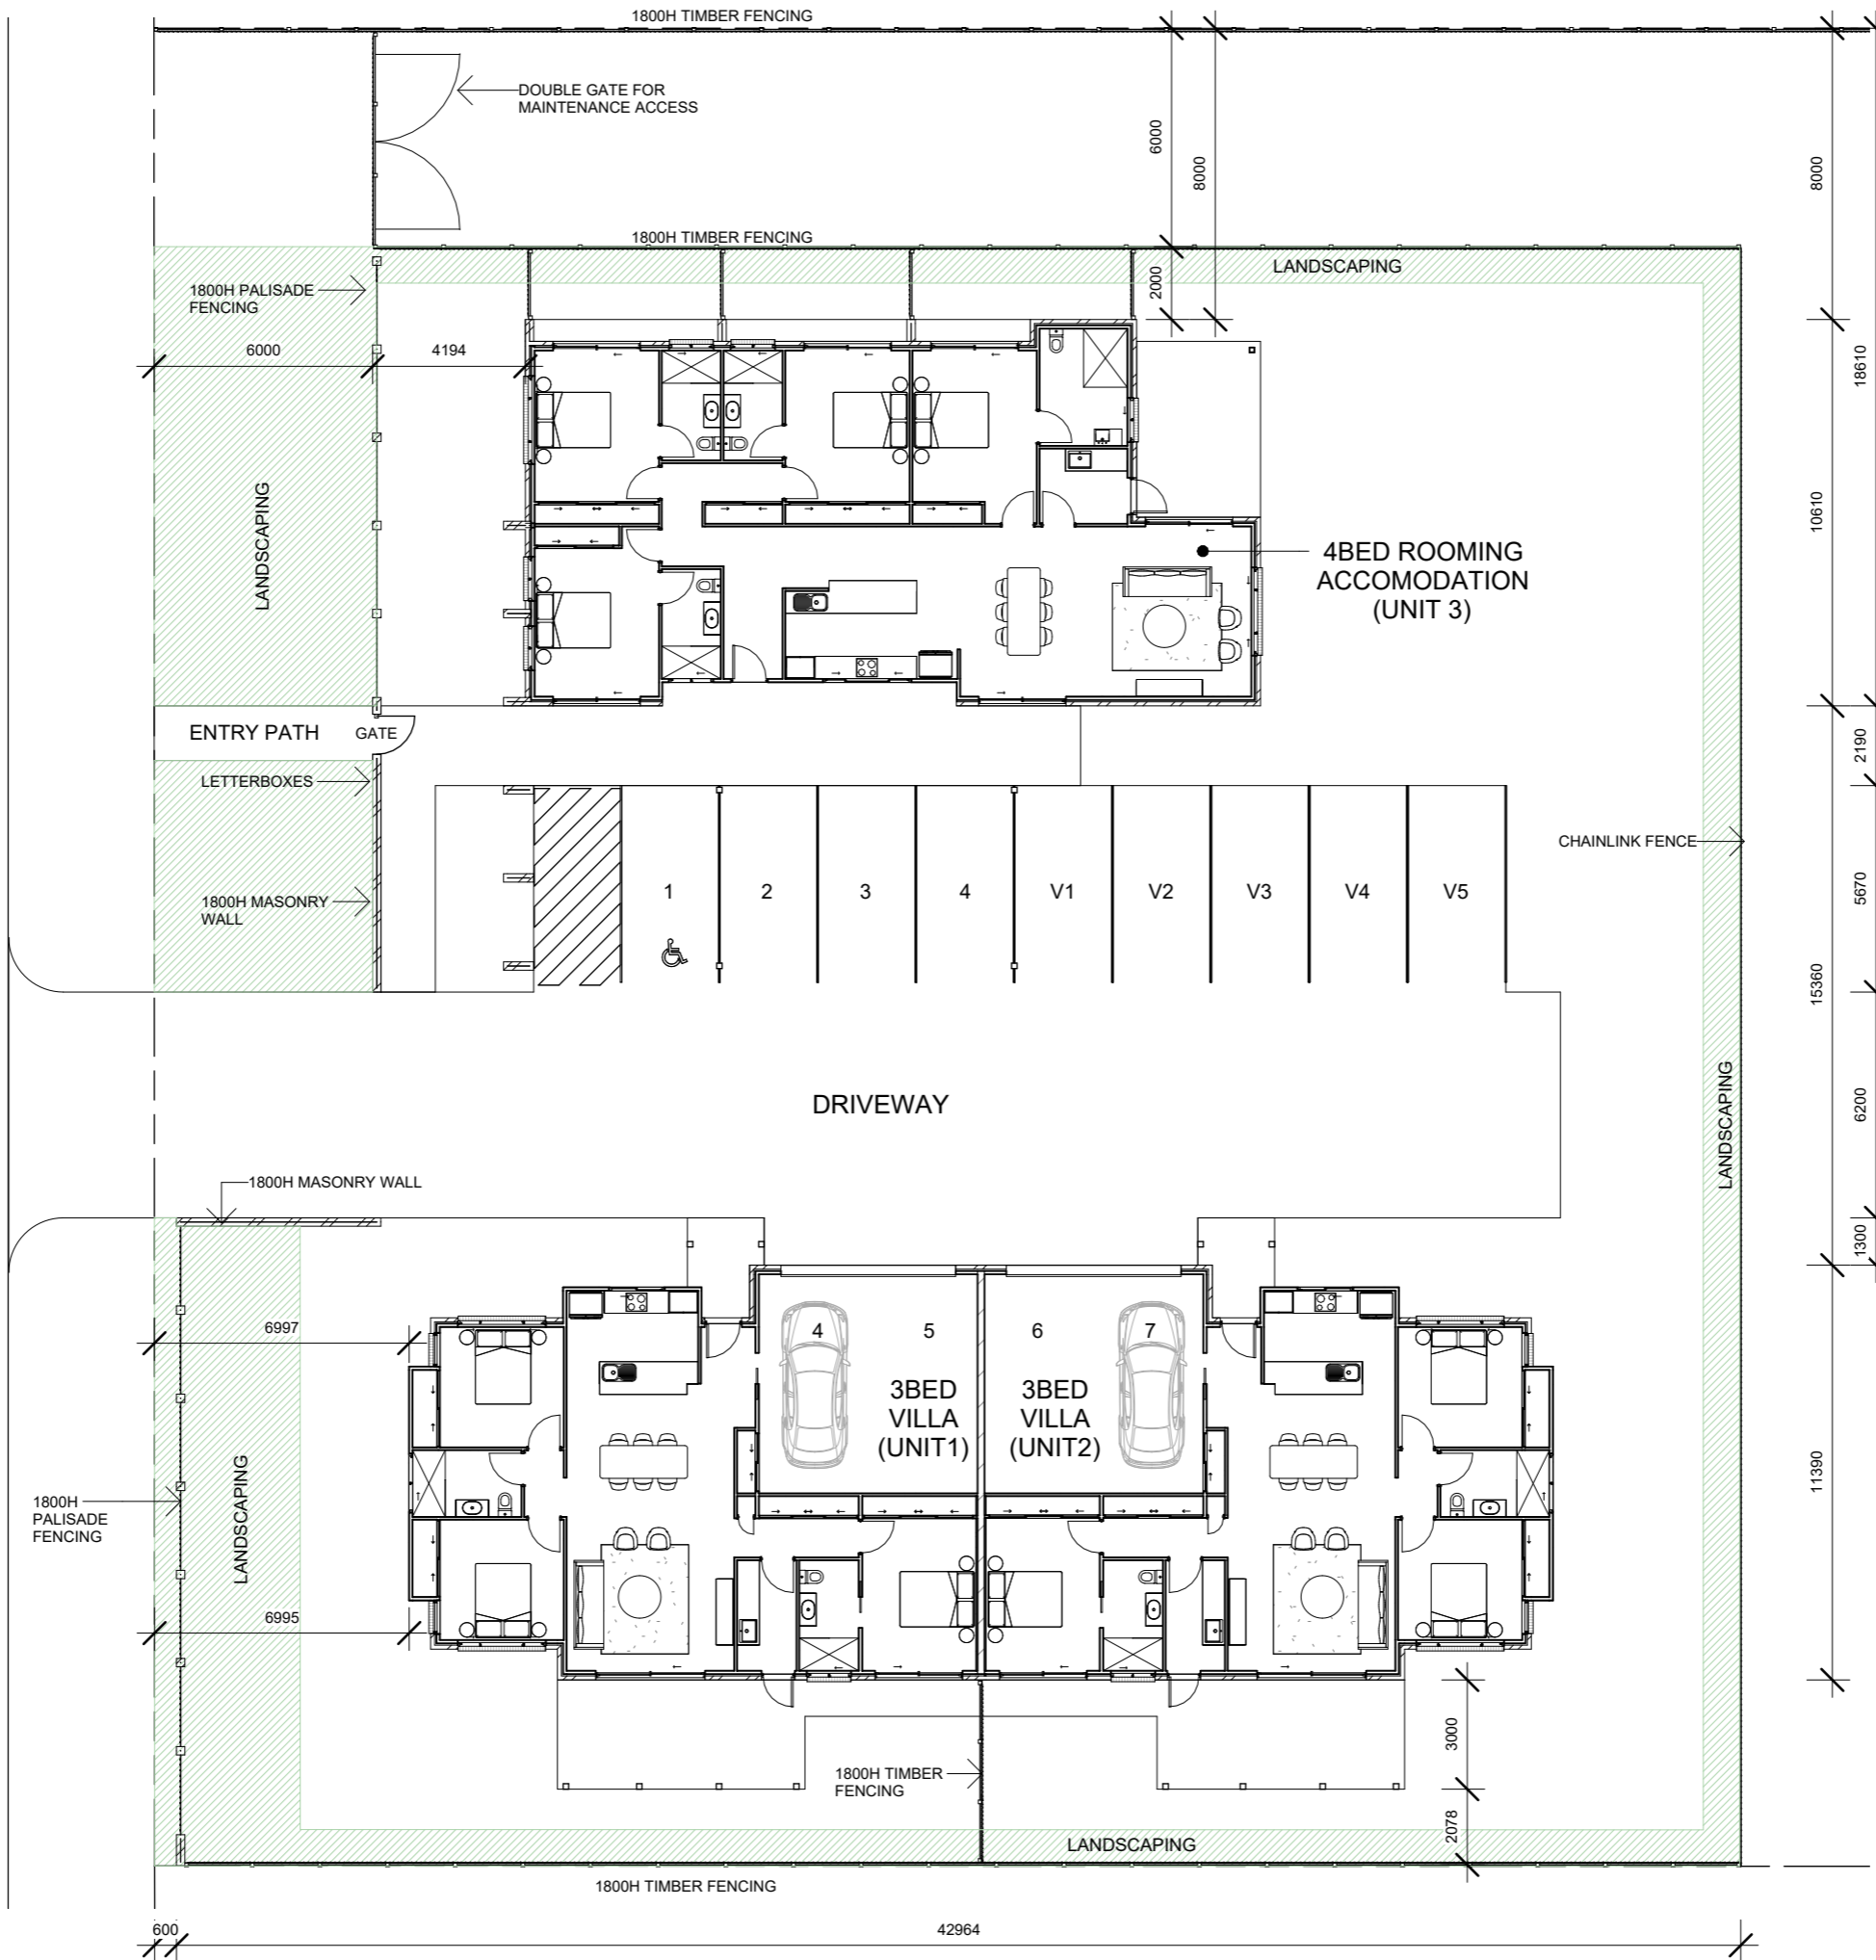 1800H TIMBER FENCING
DOUBLE GATE FOR
MAINTENANCE ACCESS
6000
8000
8000
1800H TIMBER FENCING
LANDSCAPING
2000
1800H PALISADE
FENCING
6000
4194
18610
LANDSCAPING
10610
4BED ROOMING
ACCOMODATION
(UNIT 3)
ENTRY PATH
GATE
2190
LETTERBOXES
CHAINLINK FENCE
1800H MASONRY
WALL
1
2
3
4
V1
V2
V3
V4
V5
5670
15360
DRIVEWAY
LANDSCAPING
6200
1800H MASONRY WALL
1300
6997
4
5
6
7
3BED
VILLA
(UNIT1)
3BED
VILLA
(UNIT2)
11390
LANDSCAPING
1800H
PALISADE
FENCING
6995
3000
1800H TIMBER
FENCING
2078
LANDSCAPING
1800H TIMBER FENCING
600
42964